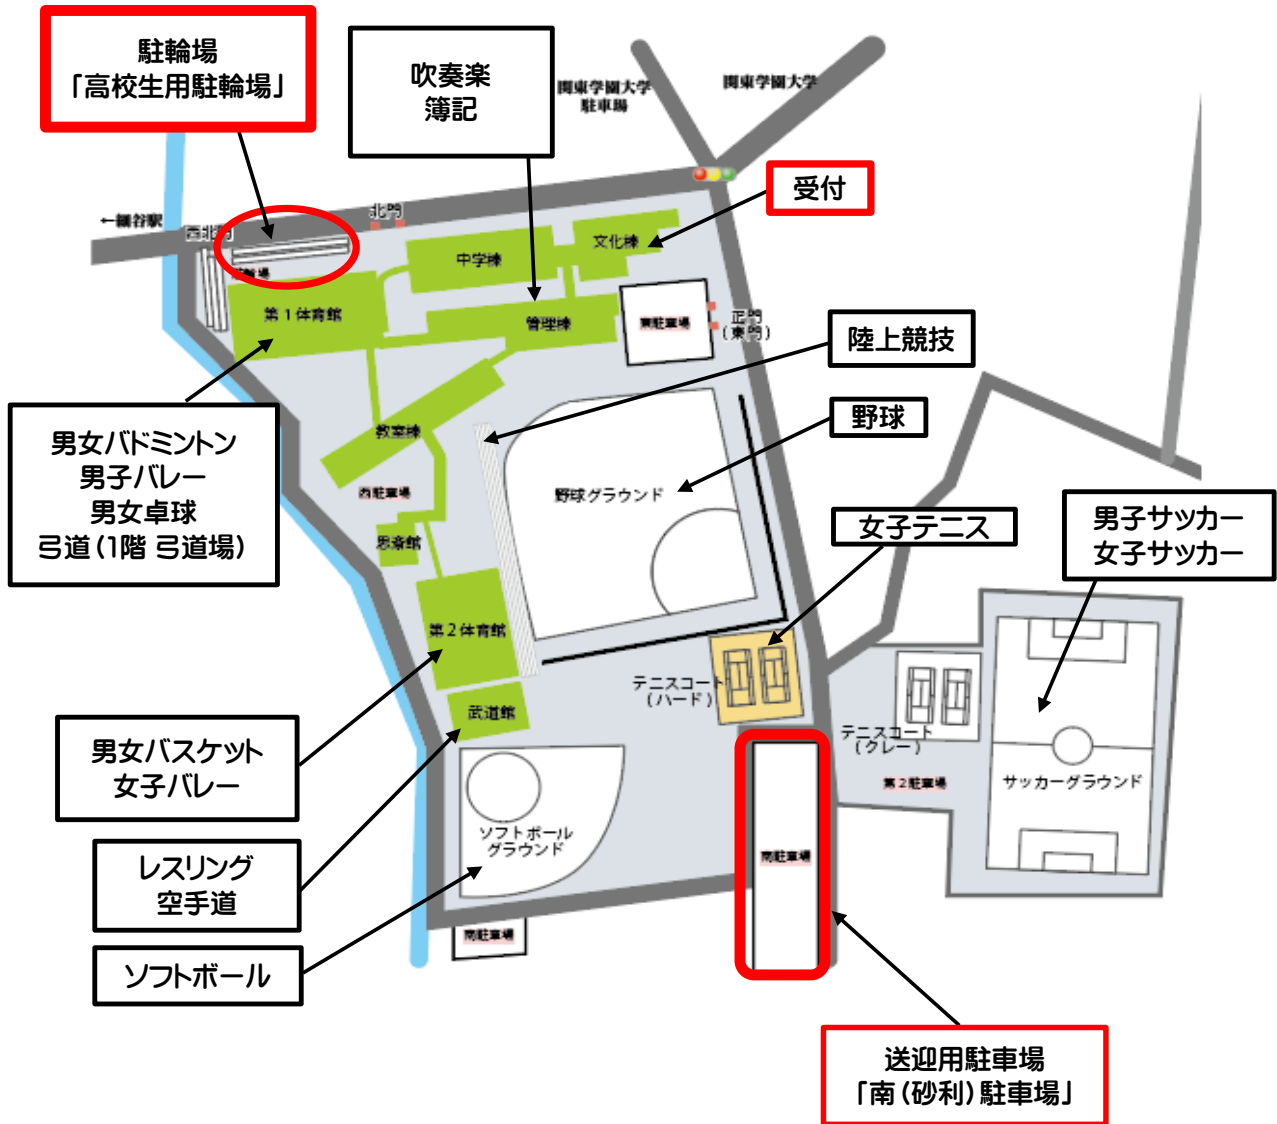 駐輪場
「高校生用駐輪場」
吹奏楽
簿記
関東学園大学
駐車場
関東学園大学
受付
←細谷駅
西北門
北門
駐輪場
中学棟
文化棟
第1体育館
管理棟
東駐車場
正門
(東門)
陸上競技
野球
男女バドミントン
男子バレー
男女卓球
弓道(1階 弓道場)
教室棟
西駐車場
野球グラウンド
思斎館
女子テニス
男子サッカー
女子サッカー
第2体育館
テニスコート
(ハード)
武道館
男女バスケット
女子バレー
テニスコート
(クレー)
第2駐車場
サッカーグラウンド
ソフトボール
グラウンド
南駐車場
レスリング
空手道
南駐車場
ソフトボール
送迎用駐車場
「南(砂利)駐車場」